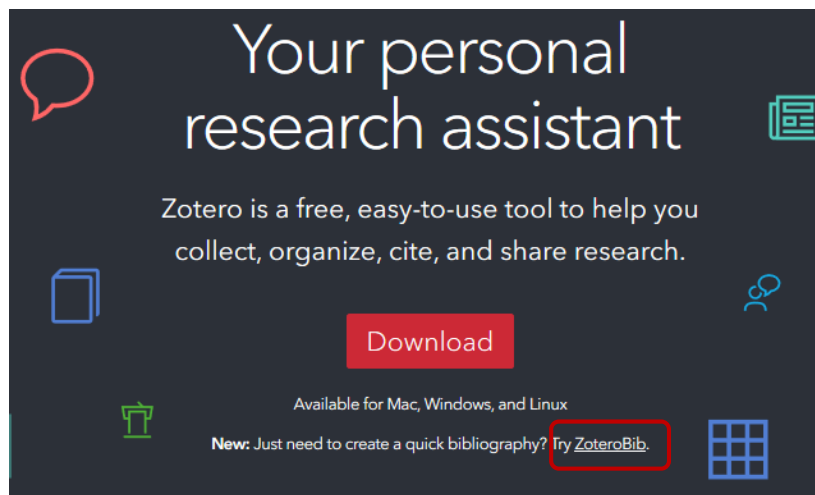 Your personal
research assistant
Zotero is a free, easy-to-use tool to help you
collect, organize, cite, and share research.
Download
Available for Mac, Windows, and Linux
New: Just need to create a quick bibliography? Try ZoteroBib.